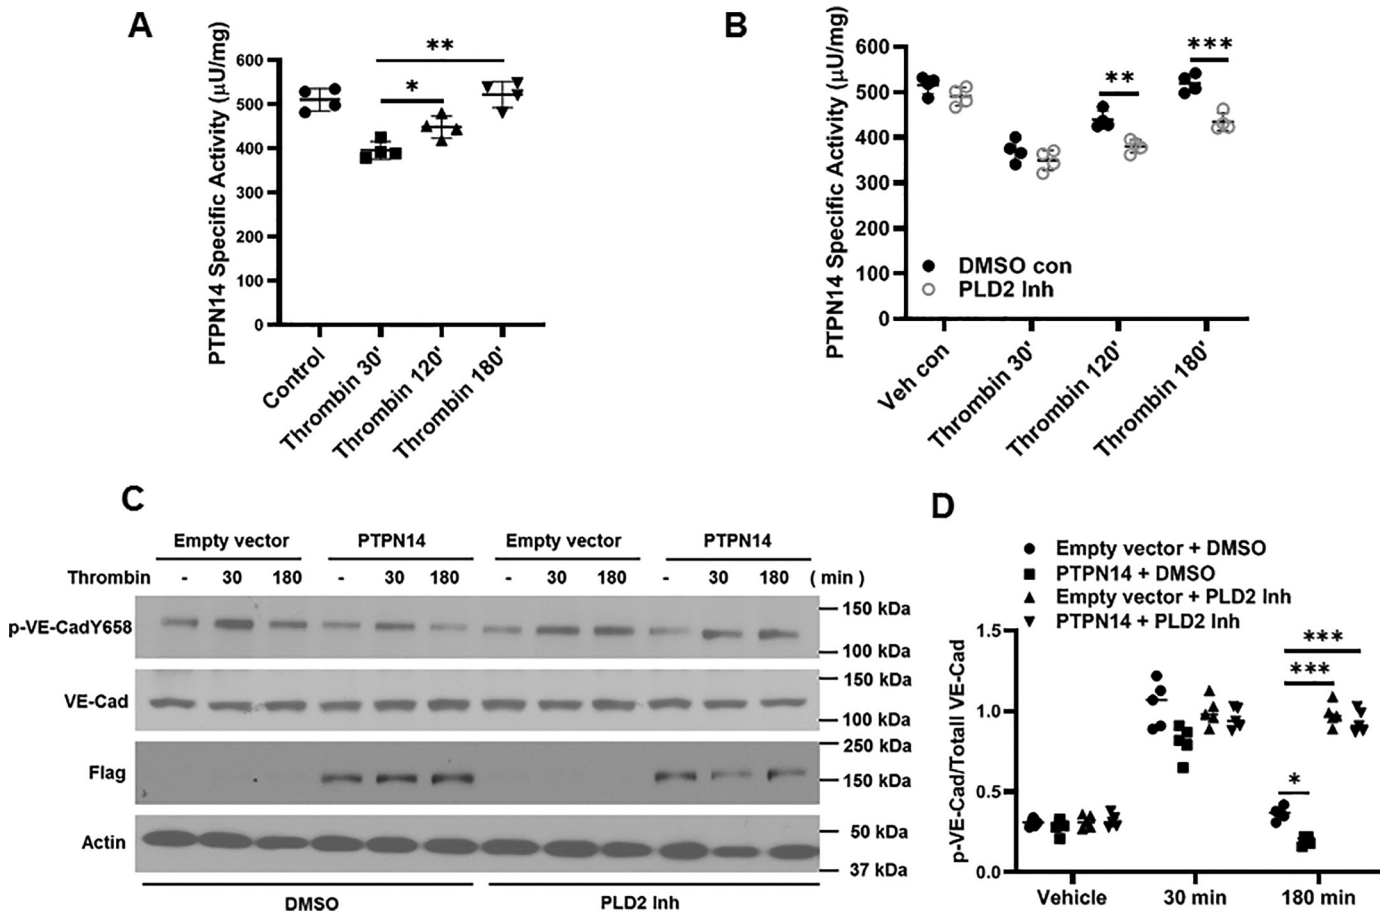 A
PTPN14 Specific Activity (μU/mg)
600
500
400
300
200
100
0
**
*
Control
Thrombin 30'
Thrombin 120'
Thrombin 180'
B
PTPN14 Specific Activity (μU/mg)
600
500
400
300
200
100
0
**
***
DMSO con
PLD2 Inh
Veh con
Thrombin 30'
Thrombin 120'
Thrombin 180'
C
Empty vector PTPN14 Empty vector PTPN14
Thrombin - 30 180 - 30 180 - 30 180 - 30 180 ( min )
p-VE-CadY658
150 kDa
100 kDa
VE-Cad
150 kDa
100 kDa
Flag
250 kDa
150 kDa
Actin
50 kDa
37 kDa
DMSO PLD2 Inh
D
Empty vector + DMSO
PTPN14 + DMSO
Empty vector + PLD2 Inh
PTPN14 + PLD2 Inh
p-VE-Cad/Totall VE-Cad
1.5
1.0
0.5
0.0
***
***
*
Vehicle 30 min 180 min